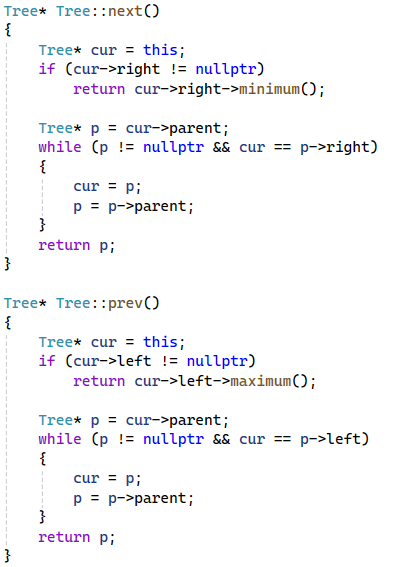 Tree* Tree::next()
{
    Tree* cur = this;
    if (cur->right != nullptr)
        return cur->right->minimum();

    Tree* p = cur->parent;
    while (p != nullptr && cur == p->right)
    {
        cur = p;
        p = p->parent;
    }
    return p;
}

Tree* Tree::prev()
{
    Tree* cur = this;
    if (cur->left != nullptr)
        return cur->left->maximum();

    Tree* p = cur->parent;
    while (p != nullptr && cur == p->left)
    {
        cur = p;
        p = p->parent;
    }
    return p;
}